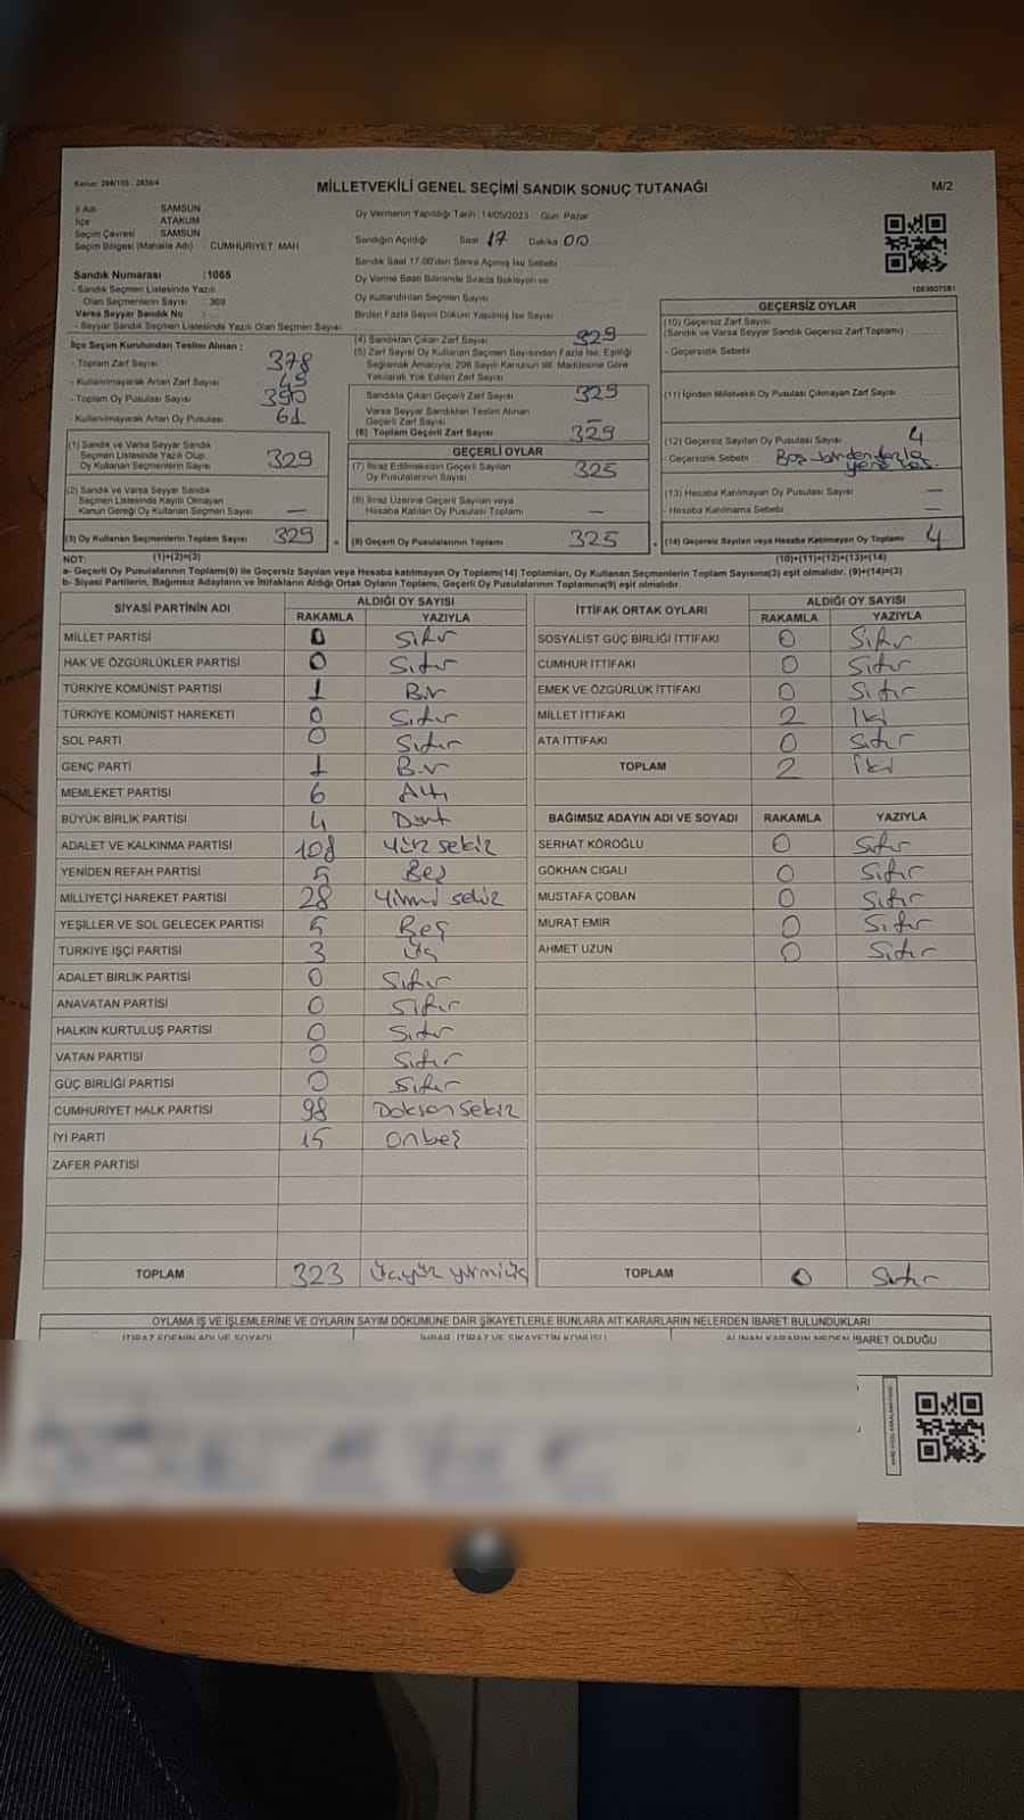 MİLLETVEKİLİ GENEL SEÇİMİ SANDIK SONUÇ TUTANAĞI
M/2
İl Adı SAMSUN
İlçe ATAKUM
Seçim Çevresi SAMSUN
Seçim Bölgesi (Mahalle Adı) : CUMHURİYET MAH
Sandık Numarası : 1065
- Sandık Seçmen Listesinde Yazılı
Olan Seçmenlerin Sayısı : 369
Varsa Seyyar Sandık No
- Seyyar Sandık Seçmen Listesinde Yazılı Olan Seçmen Sayısı
İlçe Seçim Kurulundan Teslim Alınan :
- Toplam Zarf Sayısı 378
- Kullanılmayarak Artan Zarf Sayısı 49
- Toplam Oy Pusulası Sayısı 390
- Kullanılmayarak Artan Oy Pusulası 61
(1) Sandık ve Varsa Seyyar Sandık
Seçmen Listesinde Yazılı Olup
Oy Kullanan Seçmenlerin Sayısı 329
(2) Sandık ve Varsa Seyyar Sandık
Seçmen Listesinde Kayıtlı Olmayan
Kanun Gereği Oy Kullanan Seçmen Sayısı —
(3) Oy Kullanan Seçmenlerin Toplam Sayısı 329
(1)+(2)=(3)
Oy Vermenin Yapıldığı Tarih : 14/05/2023 Gün : Pazar
Sandığın Açıldığı Saat 17 Dakika 00
Sandık Saat 17.00'den Sonra Açılmış İse Sebebi
Oy Verme Saati Bitiminde Sırada Bekleyen ve
Oy Kullandırılan Seçmen Sayısı
Birden Fazla Sayım Döküm Yapılmış İse Sayısı
(4) Sandıktan Çıkan Zarf Sayısı 329
(5) Zarf Sayısı Oy Kullanan Seçmen Sayısından Fazla İse, Eşitliği
Sağlamak Amacıyla, 298 Sayılı Kanunun 98. Maddesine Göre
Yakılarak Yok Edilen Zarf Sayısı
Sandıkta Çıkan Geçerli Zarf Sayısı 329
Varsa Seyyar Sandıktan Teslim Alınan
Geçerli Zarf Sayısı —
(6) Toplam Geçerli Zarf Sayısı 329
GEÇERLİ OYLAR
(7) İtiraz Edilmeksizin Geçerli Sayılan
Oy Pusulalarının Sayısı 325
(8) İtiraz Üzerine Geçerli Sayılan veya
Hesaba Katılan Oy Pusulası Toplamı —
(9) Geçerli Oy Pusulalarının Toplamı 325
GEÇERSİZ OYLAR
(10) Geçersiz Zarf Sayısı
(Sandık ve Varsa Seyyar Sandık Geçersiz Zarf Toplamı)
- Geçersizlik Sebebi
(11) İçinden Milletvekili Oy Pusulası Çıkmayan Zarf Sayısı
(12) Geçersiz Sayılan Oy Pusulası Sayısı 4
- Geçersizlik Sebebi
(13) Hesaba Katılmayan Oy Pusulası Sayısı —
- Hesaba Katılmama Sebebi —
(14) Geçersiz Sayılan veya Hesaba Katılmayan Oy Toplamı 4
(10)+(11)+(12)+(13)=(14)
NOT:
a- Geçerli Oy Pusulalarının Toplamı(9) ile Geçersiz Sayılan veya Hesaba katılmayan Oy Toplamı(14) Toplamları, Oy Kullanan Seçmenlerin Toplam Sayısına(3) eşit olmalıdır. (9)+(14)=(3)
b- Siyasi Partilerin, Bağımsız Adayların ve İttifakların Aldığı Ortak Oyların Toplamı, Geçerli Oy Pusulalarının Toplamına(9) eşit olmalıdır.
SİYASİ PARTİNİN ADI ALDIĞI OY SAYISI
RAKAMLA YAZIYLA
MİLLET PARTİSİ 0 Sıfır
HAK VE ÖZGÜRLÜKLER PARTİSİ 0 Sıfır
TÜRKİYE KOMÜNİST PARTİSİ 1 Bir
TÜRKİYE KOMÜNİST HAREKETİ 0 Sıfır
SOL PARTİ 0 Sıfır
GENÇ PARTİ 1 Bir
MEMLEKET PARTİSİ 6 Altı
BÜYÜK BİRLİK PARTİSİ 4 Dört
ADALET VE KALKINMA PARTİSİ 108 Yüz sekiz
YENİDEN REFAH PARTİSİ 5 Beş
MİLLİYETÇİ HAREKET PARTİSİ 28 Yirmi sekiz
YEŞİLLER VE SOL GELECEK PARTİSİ 5 Beş
TÜRKİYE İŞÇİ PARTİSİ 3 Üç
ADALET BİRLİK PARTİSİ 0 Sıfır
ANAVATAN PARTİSİ 0 Sıfır
HALKIN KURTULUŞ PARTİSİ 0 Sıfır
VATAN PARTİSİ 0 Sıfır
GÜÇ BİRLİĞİ PARTİSİ 0 Sıfır
CUMHURİYET HALK PARTİSİ 98 Doksan sekiz
İYİ PARTİ 15 Onbeş
ZAFER PARTİSİ
TOPLAM 323 Üçyüz yirmiüç
İTTİFAK ORTAK OYLARI ALDIĞI OY SAYISI
RAKAMLA YAZIYLA
SOSYALİST GÜÇ BİRLİĞİ İTTİFAKI 0 Sıfır
CUMHUR İTTİFAKI 0 Sıfır
EMEK VE ÖZGÜRLÜK İTTİFAKI 0 Sıfır
MİLLET İTTİFAKI 2 İki
ATA İTTİFAKI 0 Sıfır
TOPLAM 2 İki
BAĞIMSIZ ADAYIN ADI VE SOYADI RAKAMLA YAZIYLA
SERHAT KÖROĞLU 0 Sıfır
GÖKHAN CIGALI 0 Sıfır
MUSTAFA ÇOBAN 0 Sıfır
MURAT EMİR 0 Sıfır
AHMET UZUN 0 Sıfır
TOPLAM 0 Sıfır
OYLAMA İŞ VE İŞLEMLERİNE VE OYLARIN SAYIM DÖKÜMÜNE DAİR ŞİKAYETLERLE BUNLARA AİT KARARLARIN NELERDEN İBARET BULUNDUKLARI
İTİRAZ EDENİN ADI VE SOYADI İHBAR, İTİRAZ VE ŞİKAYETİN KONUSU ALINAN KARARIN NEDEN İBARET OLDUĞU